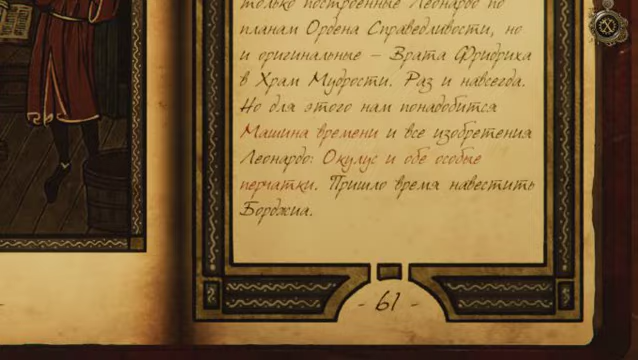 только построенные Леонардо по
планам Ордена Справедливости, но
и оригинальные – Врата Фридриха
в Храм Мудрости. Раз и навсегда.
Но для этого нам понадобится
Машина времени и все изобретения
Леонардо: Окулус и обе особые
перчатки. Пришло время навестить
Борджиа.
- 61 -